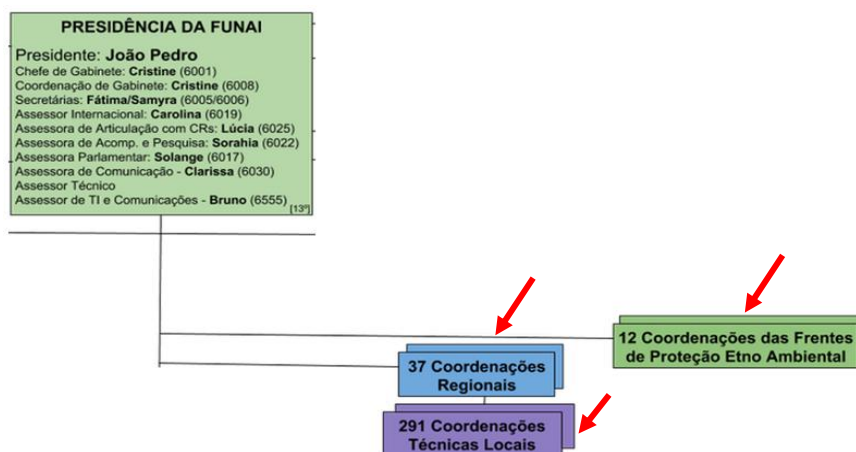 PRESIDÊNCIA DA FUNAI
Presidente: João Pedro
Chefe de Gabinete: Cristine (6001)
Coordenação de Gabinete: Cristine (6008)
Secretárias: Fátima/Samyra (6005/6006)
Assessor Internacional: Carolina (6019)
Assessora de Articulação com CRs: Lúcia (6025)
Assessora de Acomp. e Pesquisa: Sorahia (6022)
Assessora Parlamentar: Solange (6017)
Assessora de Comunicação - Clarissa (6030)
Assessor Técnico
Assessor de TI e Comunicações - Bruno (6555)
[13º]
12 Coordenações das Frentes
de Proteção Etno Ambiental
37 Coordenações
Regionais
291 Coordenações
Técnicas Locais